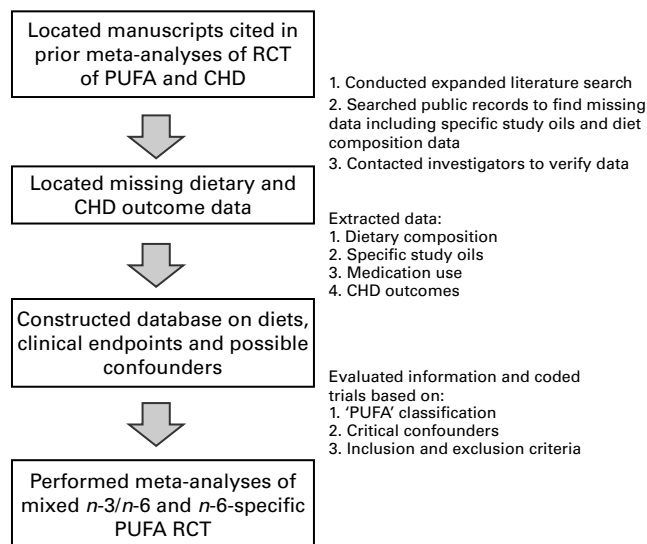 Located manuscripts cited in
prior meta-analyses of RCT
of PUFA and CHD
1. Conducted expanded literature search
2. Searched public records to find missing
data including specific study oils and diet
composition data
3. Contacted investigators to verify data
Located missing dietary and
CHD outcome data
Extracted data:
1. Dietary composition
2. Specific study oils
3. Medication use
4. CHD outcomes
Constructed database on diets,
clinical endpoints and possible
confounders
Evaluated information and coded
trials based on:
1. ‘PUFA’ classification
2. Critical confounders
3. Inclusion and exclusion criteria
Performed meta-analyses of
mixed n-3/n-6 and n-6-specific
PUFA RCT